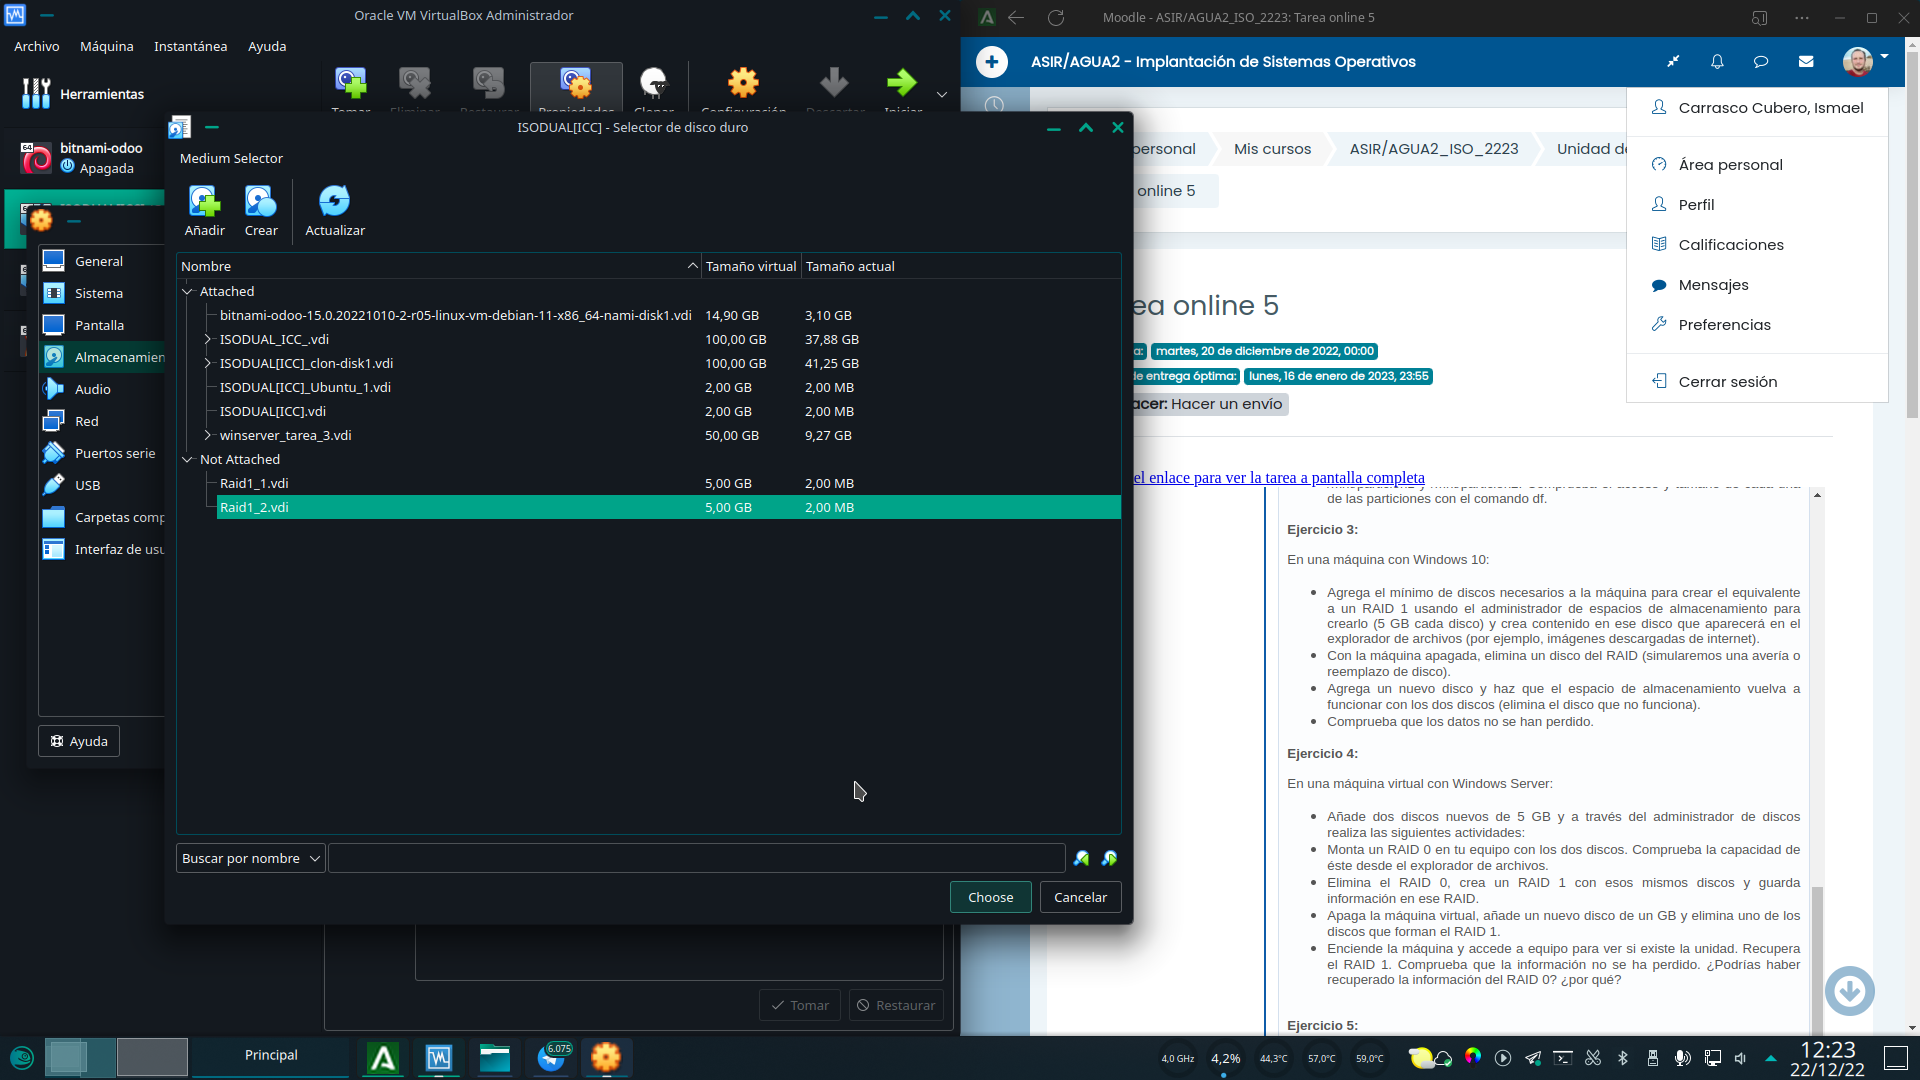 Oracle VM VirtualBox Administrador
Archivo Máquina Instantánea Ayuda
Herramientas
bitnami-odoo
Apagada
ISODUAL[ICC] - Selector de disco duro
Medium Selector
Añadir Crear Actualizar
Nombre Tamaño virtual Tamaño actual
Attached
bitnami-odoo-15.0.20221010-2-r05-linux-vm-debian-11-x86_64-nami-disk1.vdi 14,90 GB 3,10 GB
ISODUAL_ICC_.vdi 100,00 GB 37,88 GB
ISODUAL[ICC]_clon-disk1.vdi 100,00 GB 41,25 GB
ISODUAL[ICC]_Ubuntu_1.vdi 2,00 GB 2,00 MB
ISODUAL[ICC].vdi 2,00 GB 2,00 MB
winserver_tarea_3.vdi 50,00 GB 9,27 GB
Not Attached
Raid1_1.vdi 5,00 GB 2,00 MB
Raid1_2.vdi 5,00 GB 2,00 MB
Buscar por nombre
Choose Cancelar
General
Sistema
Pantalla
Almacenamien
Audio
Red
Puertos serie
USB
Carpetas comp
Interfaz de usu
Ayuda
Tomar Restaurar
Moodle - ASIR/AGUA2_ISO_2223: Tarea online 5
ASIR/AGUA2 - Implantación de Sistemas Operativos
Carrasco Cubero, Ismael
Área personal
Perfil
Calificaciones
Mensajes
Preferencias
Cerrar sesión
personal Mis cursos ASIR/AGUA2_ISO_2223 Unidad de
online 5
ea online 5
a: martes, 20 de diciembre de 2022, 00:00
de entrega óptima: lunes, 16 de enero de 2023, 23:55
acer: Hacer un envío
el enlace para ver la tarea a pantalla completa
de las particiones con el comando df.
Ejercicio 3:
En una máquina con Windows 10:
Agrega el mínimo de discos necesarios a la máquina para crear el equivalente
a un RAID 1 usando el administrador de espacios de almacenamiento para
crearlo (5 GB cada disco) y crea contenido en ese disco que aparecerá en el
explorador de archivos (por ejemplo, imágenes descargadas de internet).
Con la máquina apagada, elimina un disco del RAID (simularemos una avería o
reemplazo de disco).
Agrega un nuevo disco y haz que el espacio de almacenamiento vuelva a
funcionar con los dos discos (elimina el disco que no funciona).
Comprueba que los datos no se han perdido.
Ejercicio 4:
En una máquina virtual con Windows Server:
Añade dos discos nuevos de 5 GB y a través del administrador de discos
realiza las siguientes actividades:
Monta un RAID 0 en tu equipo con los dos discos. Comprueba la capacidad de
éste desde el explorador de archivos.
Elimina el RAID 0, crea un RAID 1 con esos mismos discos y guarda
información en ese RAID.
Apaga la máquina virtual, añade un nuevo disco de un GB y elimina uno de los
discos que forman el RAID 1.
Enciende la máquina y accede a equipo para ver si existe la unidad. Recupera
el RAID 1. Comprueba que la información no se ha perdido. ¿Podrías haber
recuperado la información del RAID 0? ¿por qué?
Ejercicio 5:
Principal
6.075
4,0 GHz 4,2% 44,3°C 57,0°C 59,0°C
12:23
22/12/22